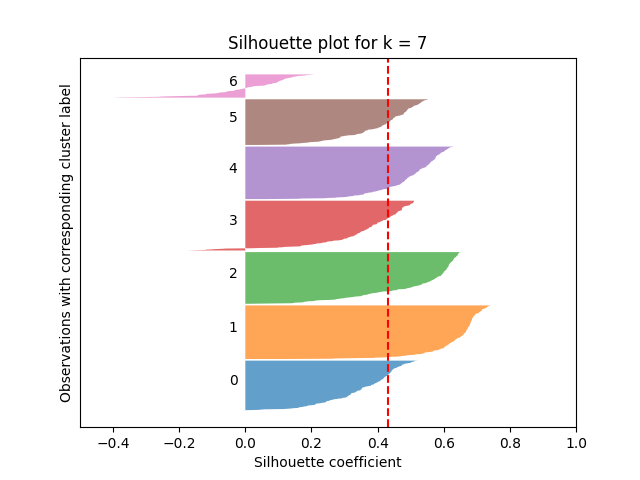 Silhouette plot for k = 7
Observations with corresponding cluster label
6
5
4
3
2
1
0
−0.4 −0.2 0.0 0.2 0.4 0.6 0.8 1.0
Silhouette coefficient